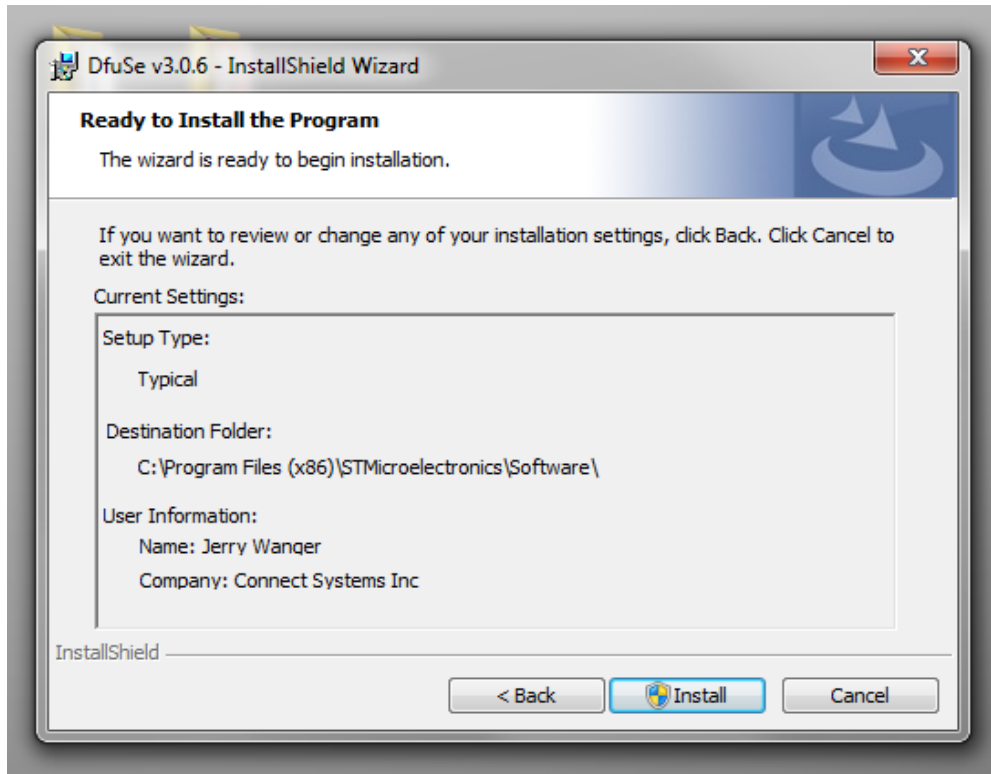 DfuSe v3.0.6 - InstallShield Wizard
Ready to Install the Program
The wizard is ready to begin installation.
If you want to review or change any of your installation settings, click Back. Click Cancel to
exit the wizard.
Current Settings:
Setup Type:
Typical
Destination Folder:
C:\Program Files (x86)\STMicroelectronics\Software\
User Information:
Name: Jerry Wanger
Company: Connect Systems Inc
InstallShield
< Back
Install
Cancel